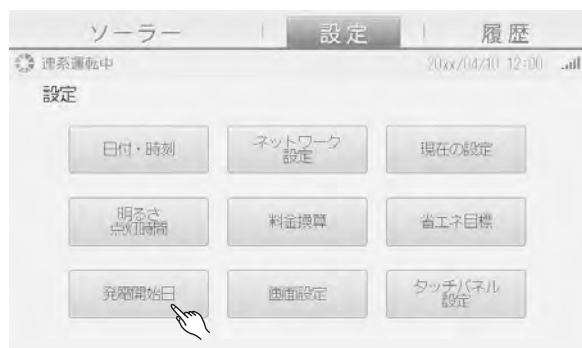 ソーラー 設定 履歴
連系運転中 20xx/04/10 12:00
設定
日付・時刻
ネットワーク
設定
現在の設定
明るさ
点灯時間
料金換算
省エネ目標
発電開始日
画面設定
タッチパネル
設定